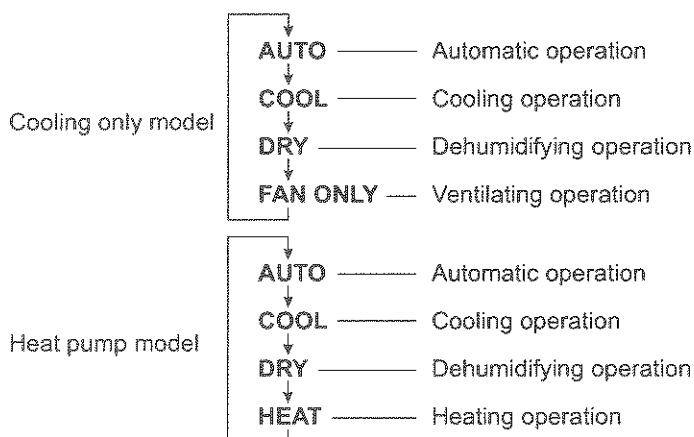 AUTO Automatic operation
COOL Cooling operation
Cooling only model
DRY Dehumidifying operation
FAN ONLY Ventilating operation
AUTO Automatic operation
COOL Cooling operation
Heat pump model
DRY Dehumidifying operation
HEAT Heating operation